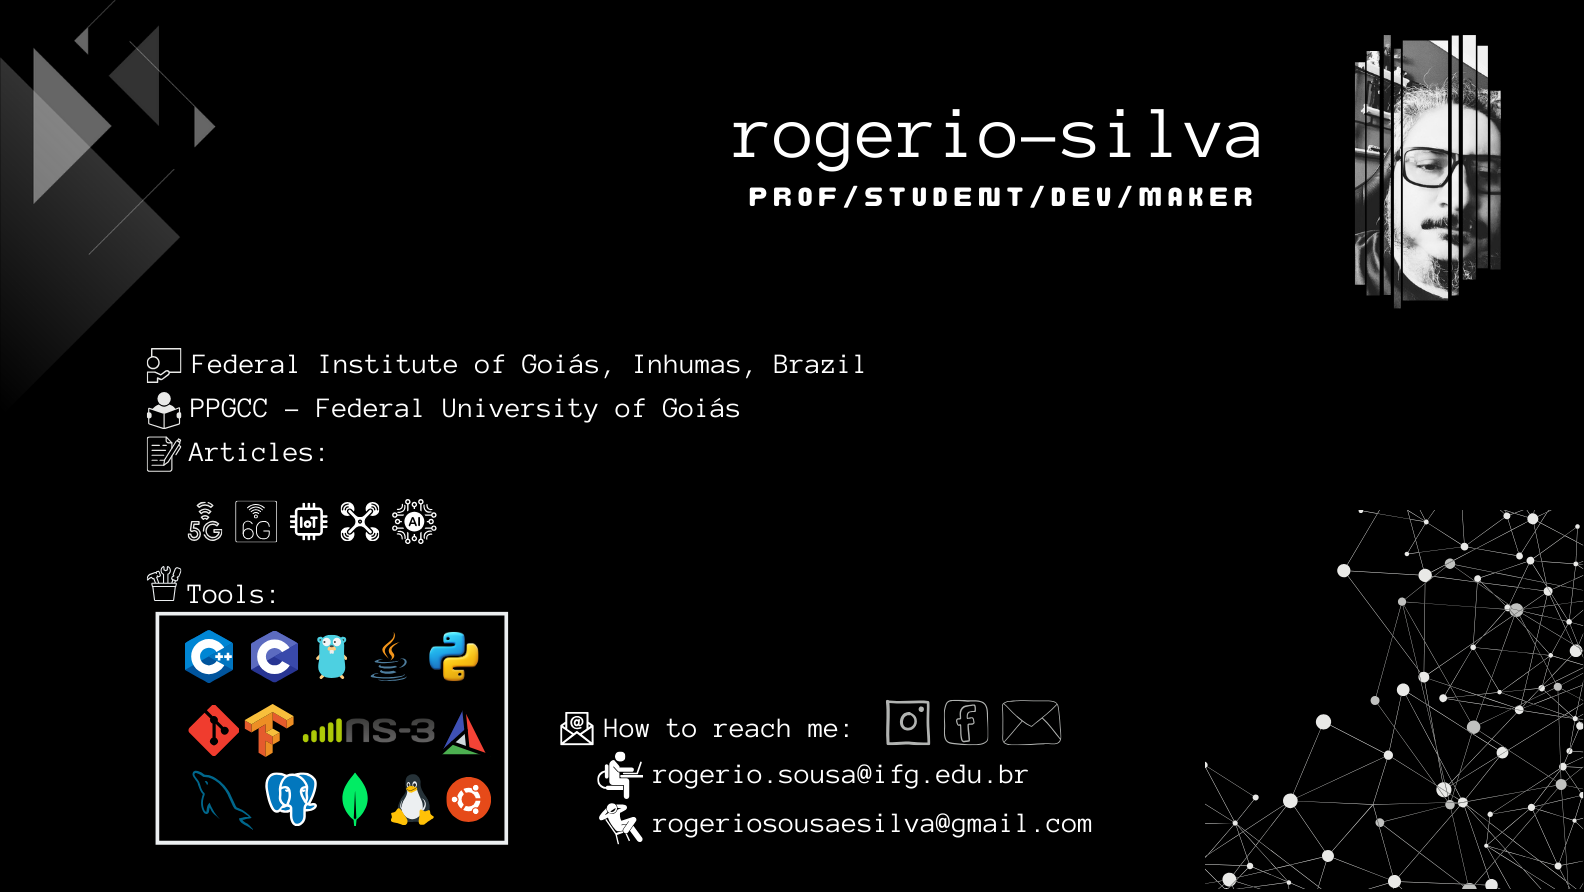 rogerio-silva
PROF/STUDENT/DEV/MAKER
Federal Institute of Goiás, Inhumas, Brazil
PPGCC - Federal University of Goiás
Articles:
5G 6G IoT AI
Tools:
C++ C
NS-3
How to reach me:
rogerio.sousa@ifg.edu.br
rogeriosousaesilva@gmail.com